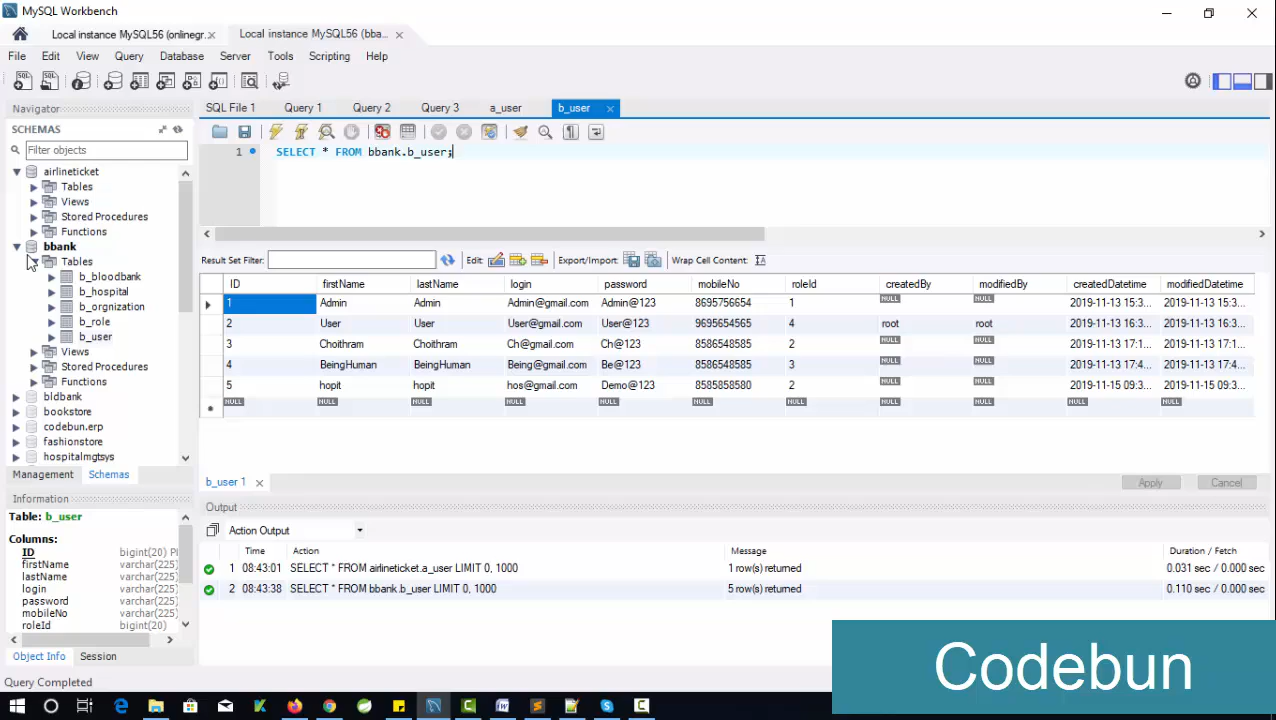 MySQL Workbench
Local instance MySQL56 (onlinegr... Local instance MySQL56 (bba...
File Edit View Query Database Server Tools Scripting Help
Navigator
SCHEMAS
Filter objects
airlineticket
Tables
Views
Stored Procedures
Functions
bbank
Tables
b_bloodbank
b_hospital
b_orgnization
b_role
b_user
Views
Stored Procedures
Functions
bldbank
bookstore
codebun.erp
fashionstore
hospitalmgtsys
Management Schemas
Information
Table: b_user
Columns:
ID bigint(20) P
firstName varchar(225)
lastName varchar(225)
login varchar(225)
password varchar(225)
mobileNo varchar(225)
roleId bigint(20)
Object Info Session
Query Completed
SQL File 1 Query 1 Query 2 Query 3 a_user b_user
1 SELECT * FROM bbank.b_user;
Result Set Filter: Edit: Export/Import: Wrap Cell Content:
ID firstName lastName login password mobileNo roleId createdBy modifiedBy createdDatetime modifiedDatetime
1 Admin Admin Admin@gmail.com Admin@123 8695756654 1 NULL NULL 2019-11-13 15:3... 2019-11-13 15:3...
2 User User User@gmail.com User@123 9695654565 4 root root 2019-11-13 16:3... 2019-11-13 16:3...
3 Choithram Choithram Ch@gmail.com Ch@123 8586548585 2 NULL NULL 2019-11-13 17:1... 2019-11-13 17:1...
4 BeingHuman BeingHuman Being@gmail.com Be@123 8586548585 3 NULL NULL 2019-11-13 17:4... 2019-11-13 17:4...
5 hopit hopit hos@gmail.com Demo@123 8585858580 2 NULL NULL 2019-11-15 09:3... 2019-11-15 09:3...
NULL NULL NULL NULL NULL NULL NULL NULL NULL NULL NULL
b_user 1 Apply Cancel
Output
Action Output
Time Action Message Duration / Fetch
1 08:43:01 SELECT * FROM airlineticket.a_user LIMIT 0, 1000 1 row(s) returned 0.031 sec / 0.000 sec
2 08:43:38 SELECT * FROM bbank.b_user LIMIT 0, 1000 5 row(s) returned 0.110 sec / 0.000 sec
Codebun